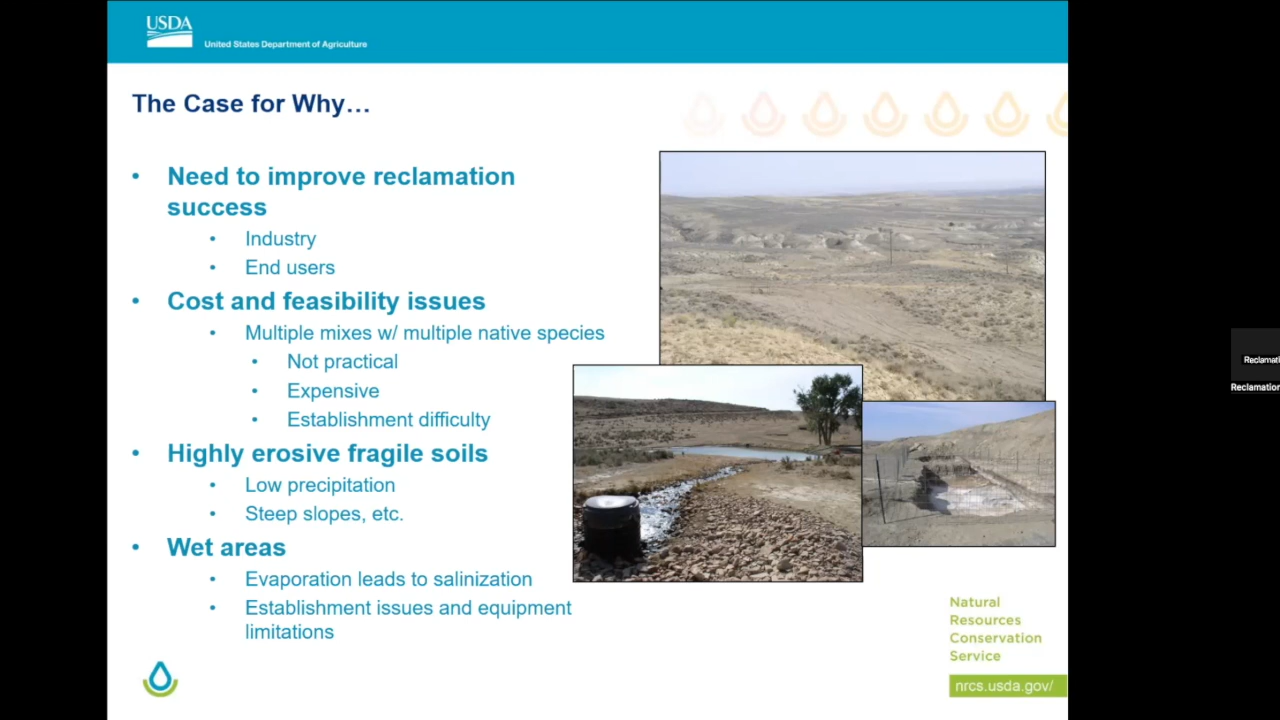 USDA
United States Department of Agriculture
The Case for Why…
• Need to improve reclamation
success
• Industry
• End users
• Cost and feasibility issues
• Multiple mixes w/ multiple native species
• Not practical
• Expensive
• Establishment difficulty
• Highly erosive fragile soils
• Low precipitation
• Steep slopes, etc.
• Wet areas
• Evaporation leads to salinization
• Establishment issues and equipment
limitations
Natural
Resources
Conservation
Service
nrcs.usda.gov/
Reclamati
Reclamation